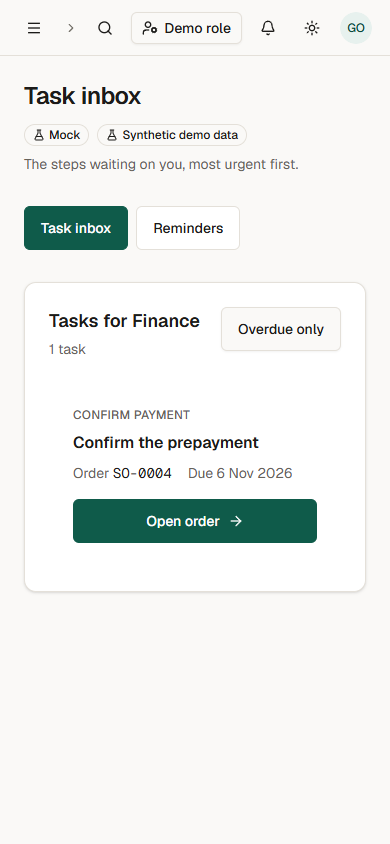 Demo role
GO
Task inbox
Mock
Synthetic demo data
The steps waiting on you, most urgent first.
Task inbox
Reminders
Tasks for Finance
Overdue only
1 task
CONFIRM PAYMENT
Confirm the prepayment
Order SO-0004
Due 6 Nov 2026
Open order